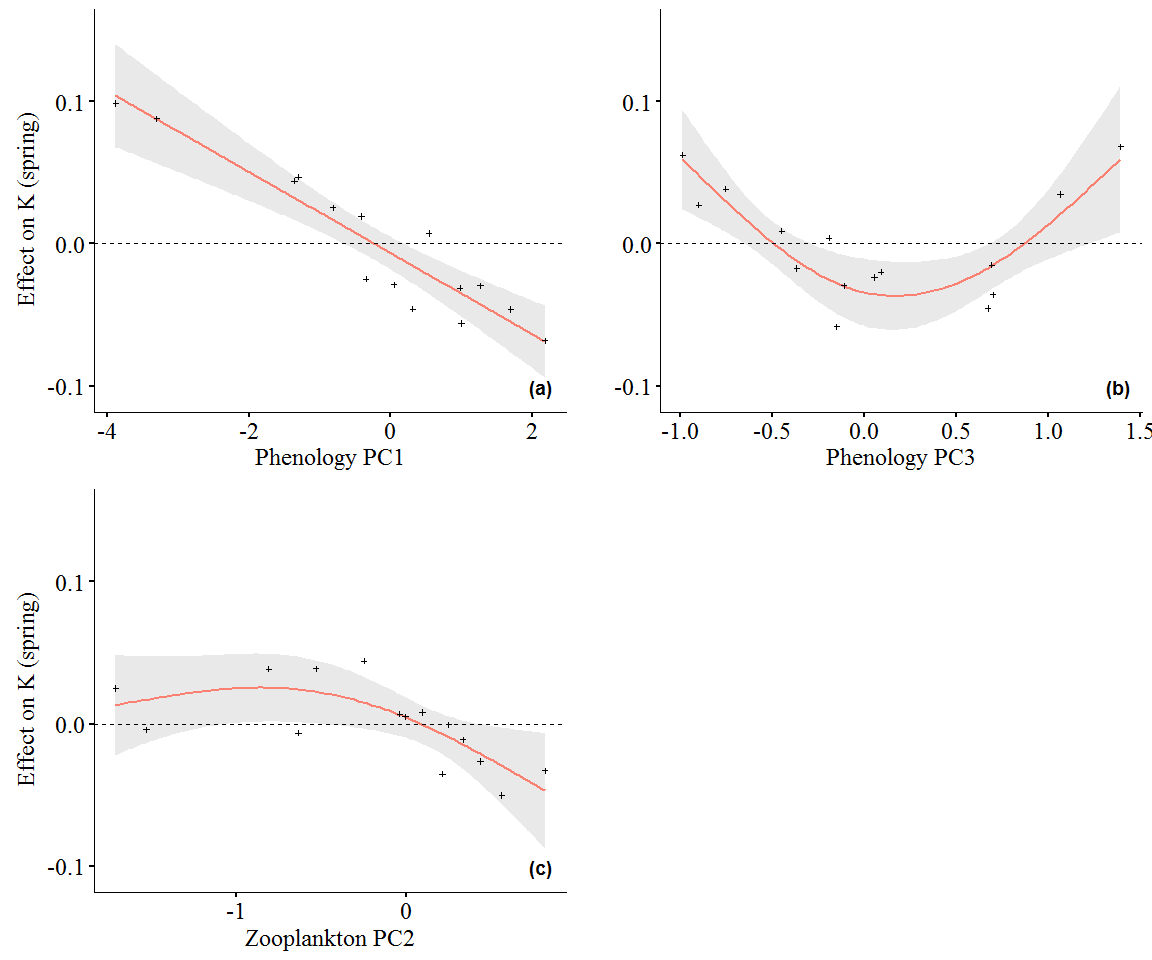 Effect on K (spring)
0.1
0.0
-0.1
(a)
-4
-2
0
2
Phenology PC1
0.1
0.0
-0.1
(b)
-1.0
-0.5
0.0
0.5
1.0
1.5
Phenology PC3
Effect on K (spring)
0.1
0.0
-0.1
(c)
-1
0
Zooplankton PC2